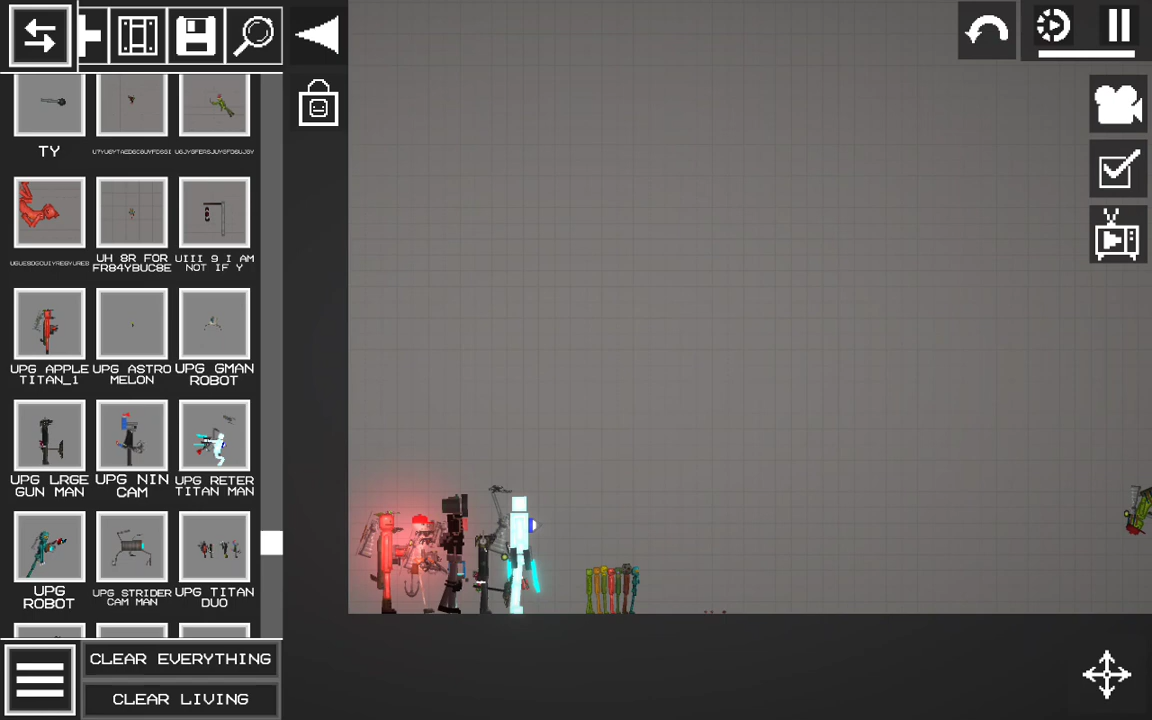 TY
UH 8R FOR
FR84YBUC8E
UIII 9 I AM
NOT IF Y
UPG APPLE
TITAN_1
UPG ASTRO
MELON
UPG GMAN
ROBOT
UPG LRGE
GUN MAN
UPG NIN
CAM
UPG RETER
TITAN MAN
UPG
ROBOT
UPG STRIDER
CAM MAN
UPG TITAN
DUO
CLEAR EVERYTHING
CLEAR LIVING